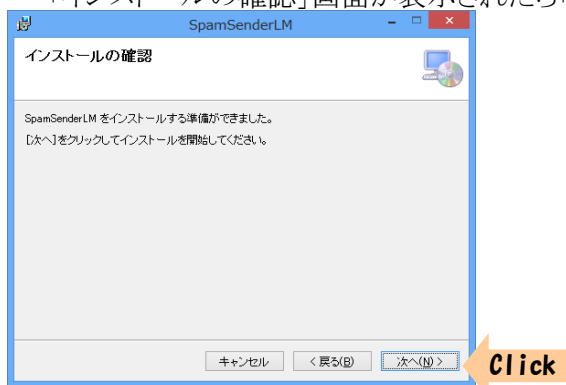 「インストールの確認」画面が表示されたら
SpamSenderLM
インストールの確認
SpamSenderLM をインストールする準備ができました。
[次へ]をクリックしてインストールを開始してください。
キャンセル
< 戻る(B)
次へ(N) >
Click